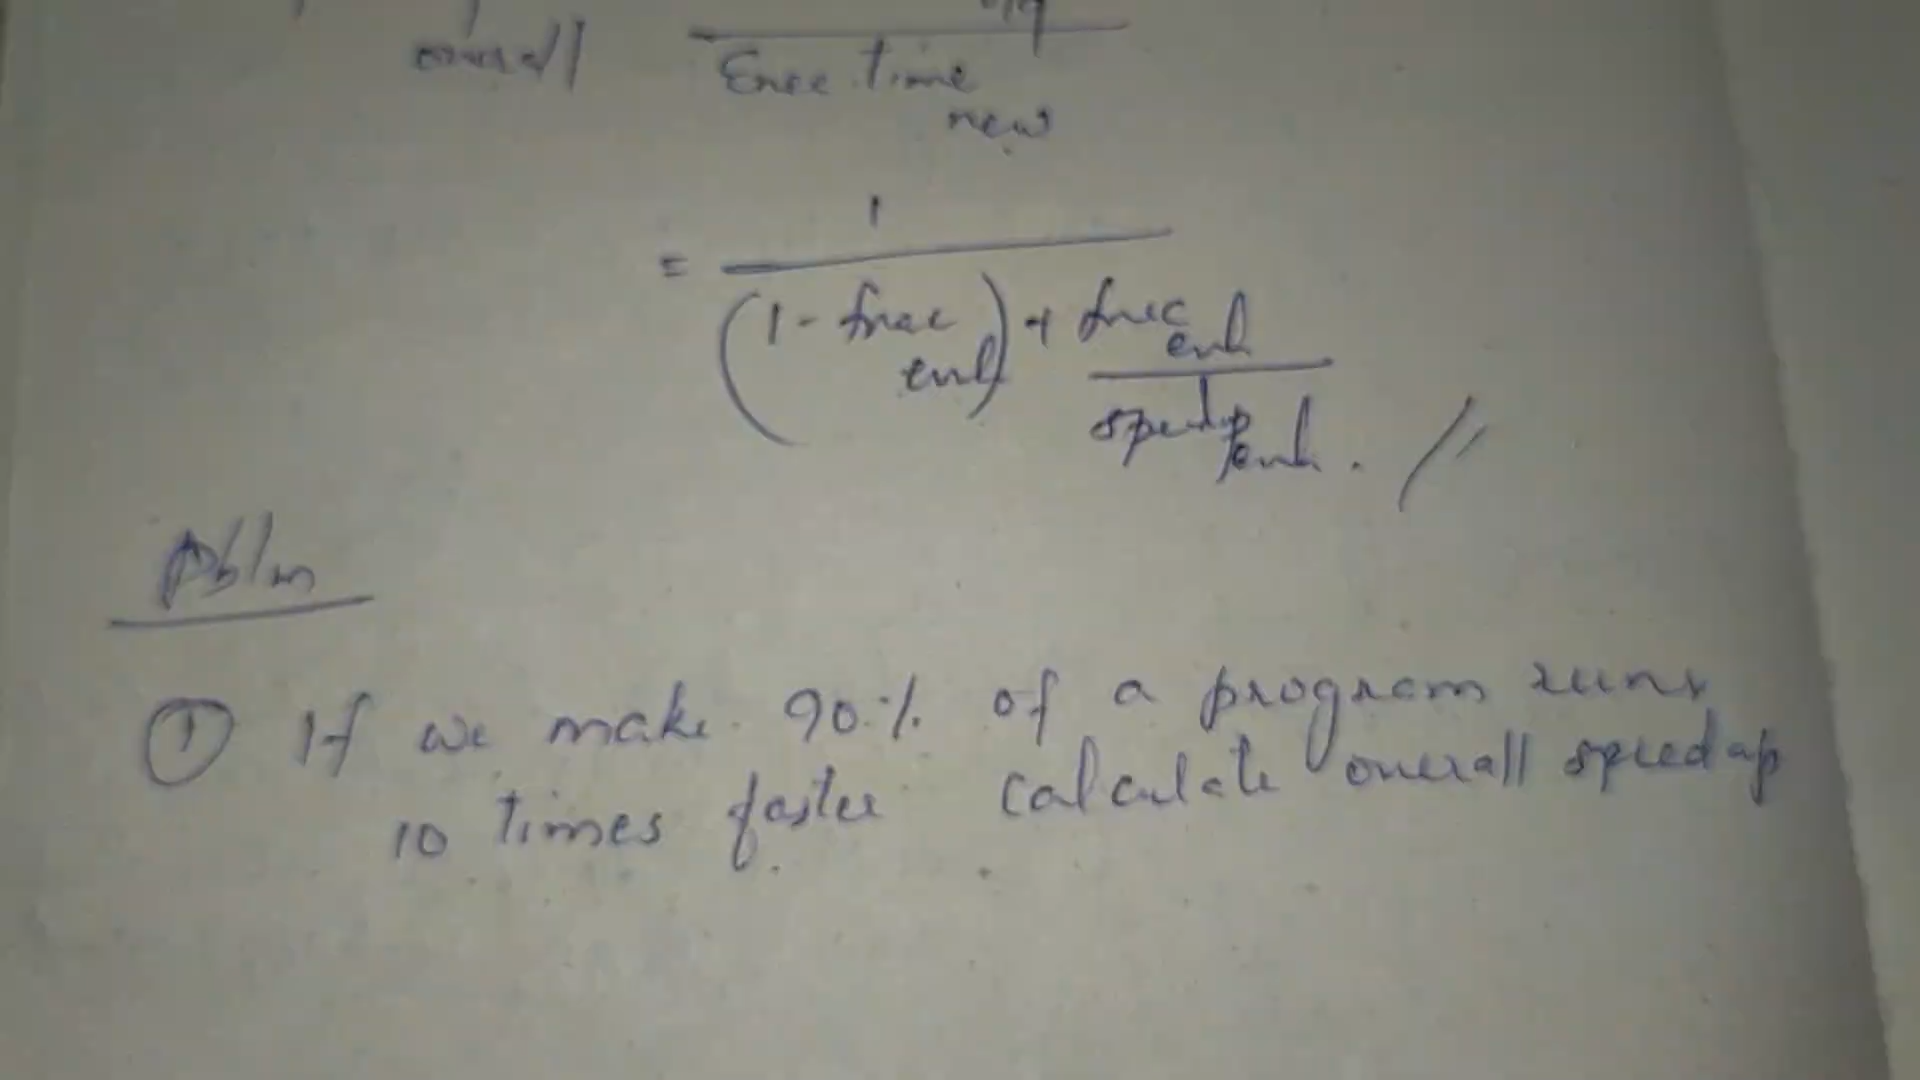 overall
Exec. time
new
1
=
(1 - frac enh) + frac enh
speedup enh. //
Pblm
① If we make 90% of a program runs
10 times faster calculate overall speedup